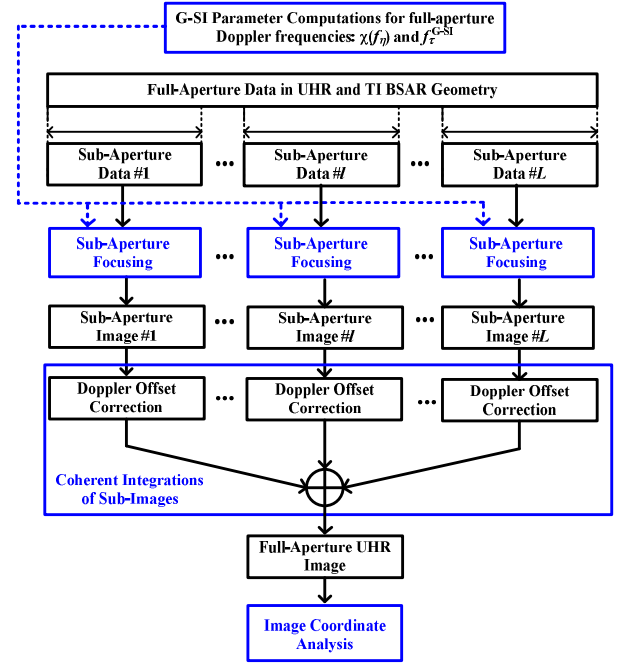 G-SI Parameter Computations for full-aperture
Doppler frequencies: χ(fη) and fτ^G-SI
Full-Aperture Data in UHR and TI BSAR Geometry
Sub-Aperture
Data #1
...
Sub-Aperture
Data #l
...
Sub-Aperture
Data #L
Sub-Aperture
Focusing
...
Sub-Aperture
Focusing
...
Sub-Aperture
Focusing
Sub-Aperture
Image #1
...
Sub-Aperture
Image #l
...
Sub-Aperture
Image #L
Doppler Offset
Correction
...
Doppler Offset
Correction
...
Doppler Offset
Correction
Coherent Integrations
of Sub-Images
Full-Aperture UHR
Image
Image Coordinate
Analysis